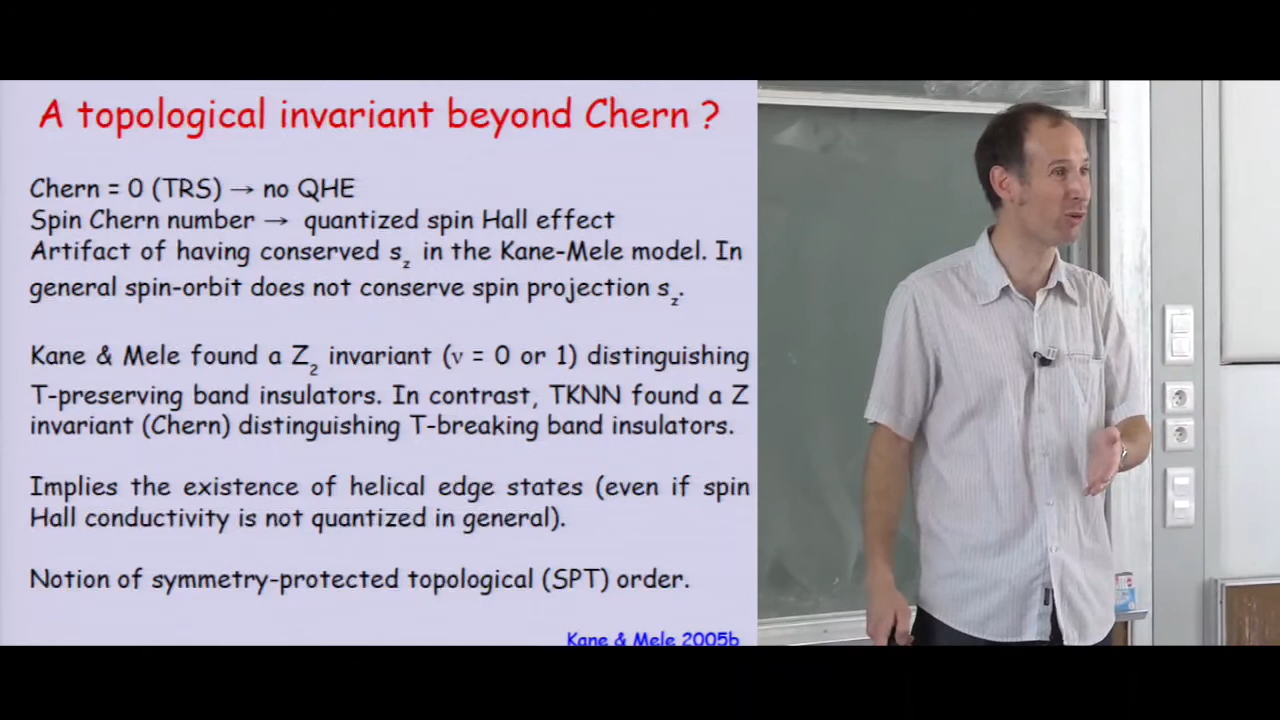 A topological invariant beyond Chern ?
Chern = 0 (TRS) → no QHE
Spin Chern number → quantized spin Hall effect
Artifact of having conserved s_z in the Kane-Mele model. In
general spin-orbit does not conserve spin projection s_z.
Kane & Mele found a Z_2 invariant (ν = 0 or 1) distinguishing
T-preserving band insulators. In contrast, TKNN found a Z
invariant (Chern) distinguishing T-breaking band insulators.
Implies the existence of helical edge states (even if spin
Hall conductivity is not quantized in general).
Notion of symmetry-protected topological (SPT) order.
Kane & Mele 2005b